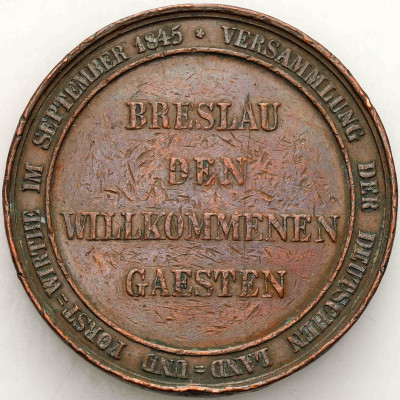 VERSAMMLUNG DER DEUTSCHEN LAND=UND FORST=WIRTHE IM SEPTEMBER 1845 *
BRESLAU
DEN
WILLKOMMENEN
GAESTEN